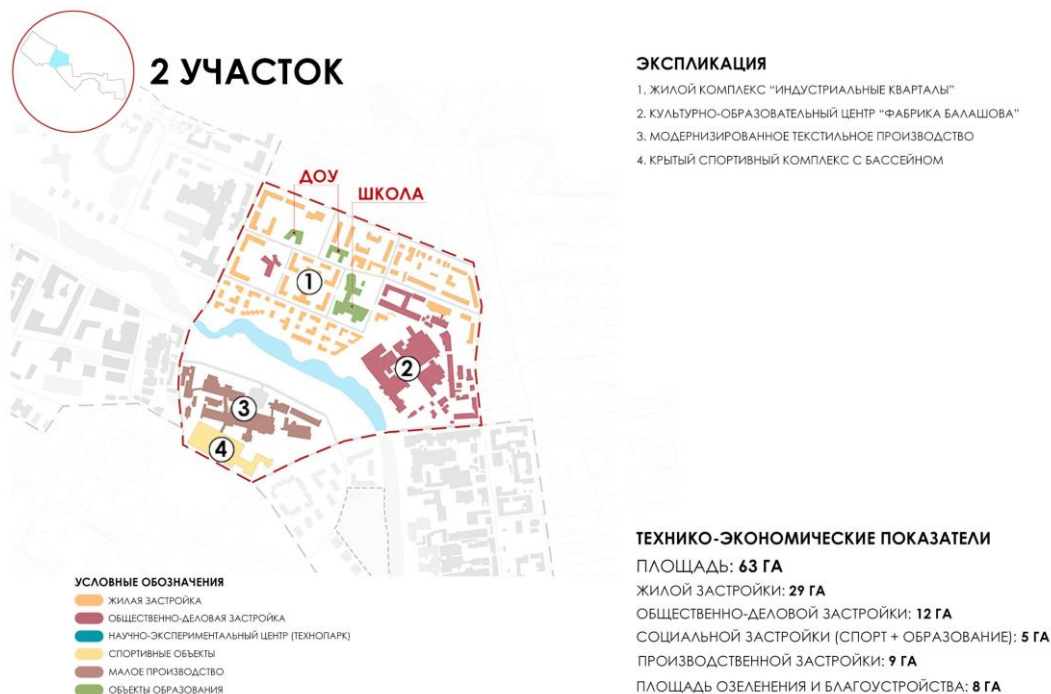 2 УЧАСТОК
ДОУ
ШКОЛА
1
2
3
4
УСЛОВНЫЕ ОБОЗНАЧЕНИЯ
ЖИЛАЯ ЗАСТРОЙКА
ОБЩЕСТВЕННО-ДЕЛОВАЯ ЗАСТРОЙКА
НАУЧНО-ЭКСПЕРИМЕНТАЛЬНЫЙ ЦЕНТР (ТЕХНОПАРК)
СПОРТИВНЫЕ ОБЪЕКТЫ
МАЛОЕ ПРОИЗВОДСТВО
ОБЪЕКТЫ ОБРАЗОВАНИЯ
ЭКСПЛИКАЦИЯ
1. ЖИЛОЙ КОМПЛЕКС "ИНДУСТРИАЛЬНЫЕ КВАРТАЛЫ"
2. КУЛЬТУРНО-ОБРАЗОВАТЕЛЬНЫЙ ЦЕНТР "ФАБРИКА БАЛАШОВА"
3. МОДЕРНИЗИРОВАННОЕ ТЕКСТИЛЬНОЕ ПРОИЗВОДСТВО
4. КРЫТЫЙ СПОРТИВНЫЙ КОМПЛЕКС С БАССЕЙНОМ
ТЕХНИКО-ЭКОНОМИЧЕСКИЕ ПОКАЗАТЕЛИ
ПЛОЩАДЬ: 63 ГА
ЖИЛОЙ ЗАСТРОЙКИ: 29 ГА
ОБЩЕСТВЕННО-ДЕЛОВОЙ ЗАСТРОЙКИ: 12 ГА
СОЦИАЛЬНОЙ ЗАСТРОЙКИ (СПОРТ + ОБРАЗОВАНИЕ): 5 ГА
ПРОИЗВОДСТВЕННОЙ ЗАСТРОЙКИ: 9 ГА
ПЛОЩАДЬ ОЗЕЛЕНЕНИЯ И БЛАГОУСТРОЙСТВА: 8 ГА